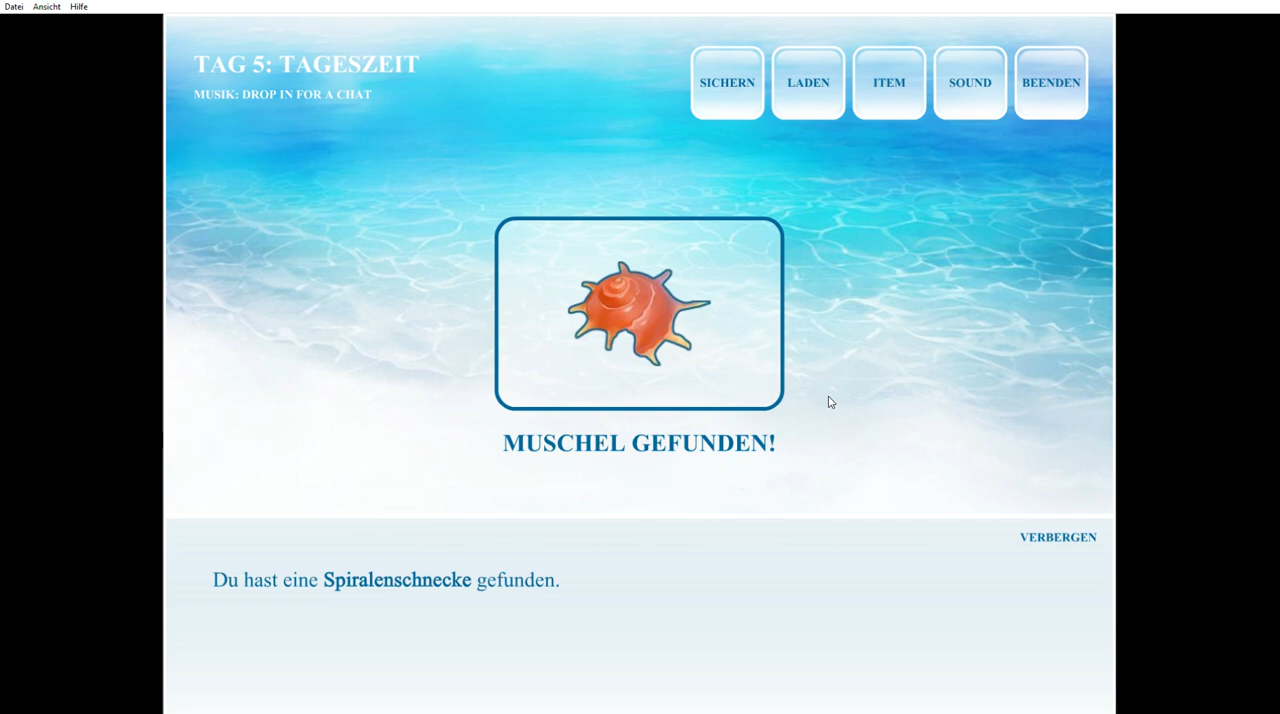 Datei Ansicht Hilfe
TAG 5: TAGESZEIT
MUSIK: DROP IN FOR A CHAT
SICHERN LADEN ITEM SOUND BEENDEN
MUSCHEL GEFUNDEN!
VERBERGEN
Du hast eine Spiralenschnecke gefunden.